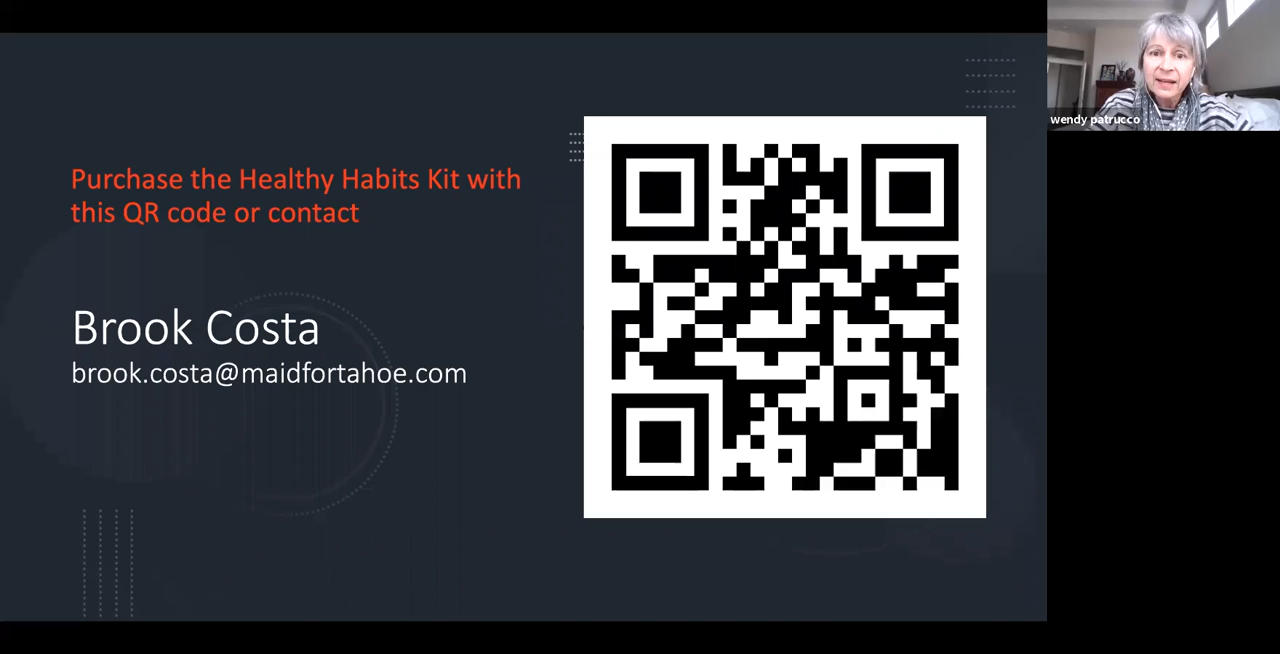 Purchase the Healthy Habits Kit with
this QR code or contact
Brook Costa
brook.costa@maidfortahoe.com
wendy patrucco